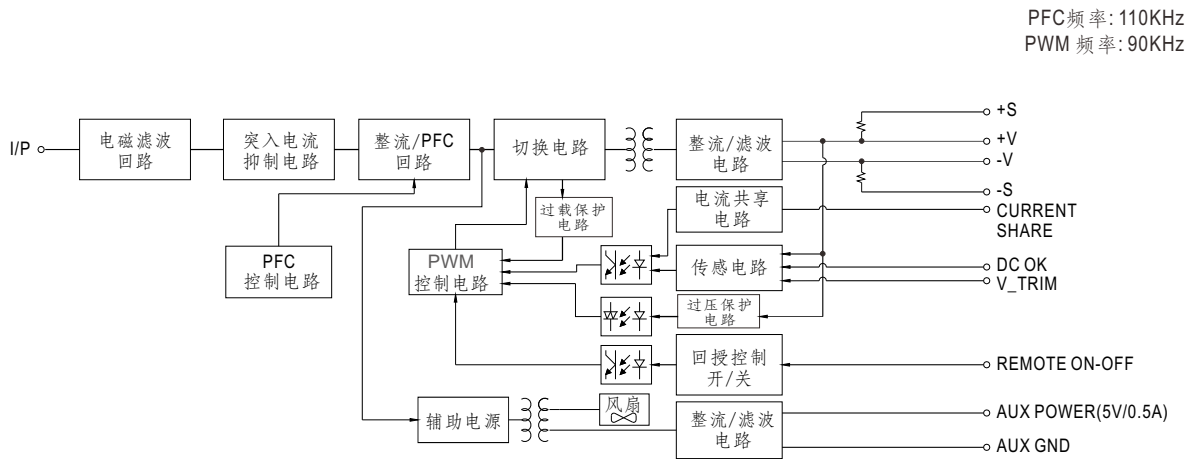 PFC频率: 110KHz
PWM 频率: 90KHz
I/P
电磁滤波
回路
突入电流
抑制电路
整流/PFC
回路
切换电路
整流/滤波
电路
+S
+V
-V
-S
电流共享
电路
CURRENT
SHARE
过载保护
电路
PFC
控制电路
PWM
控制电路
传感电路
DC OK
V_TRIM
过压保护
电路
回授控制
开/关
REMOTE ON-OFF
辅助电源
风扇
整流/滤波
电路
AUX POWER(5V/0.5A)
AUX GND